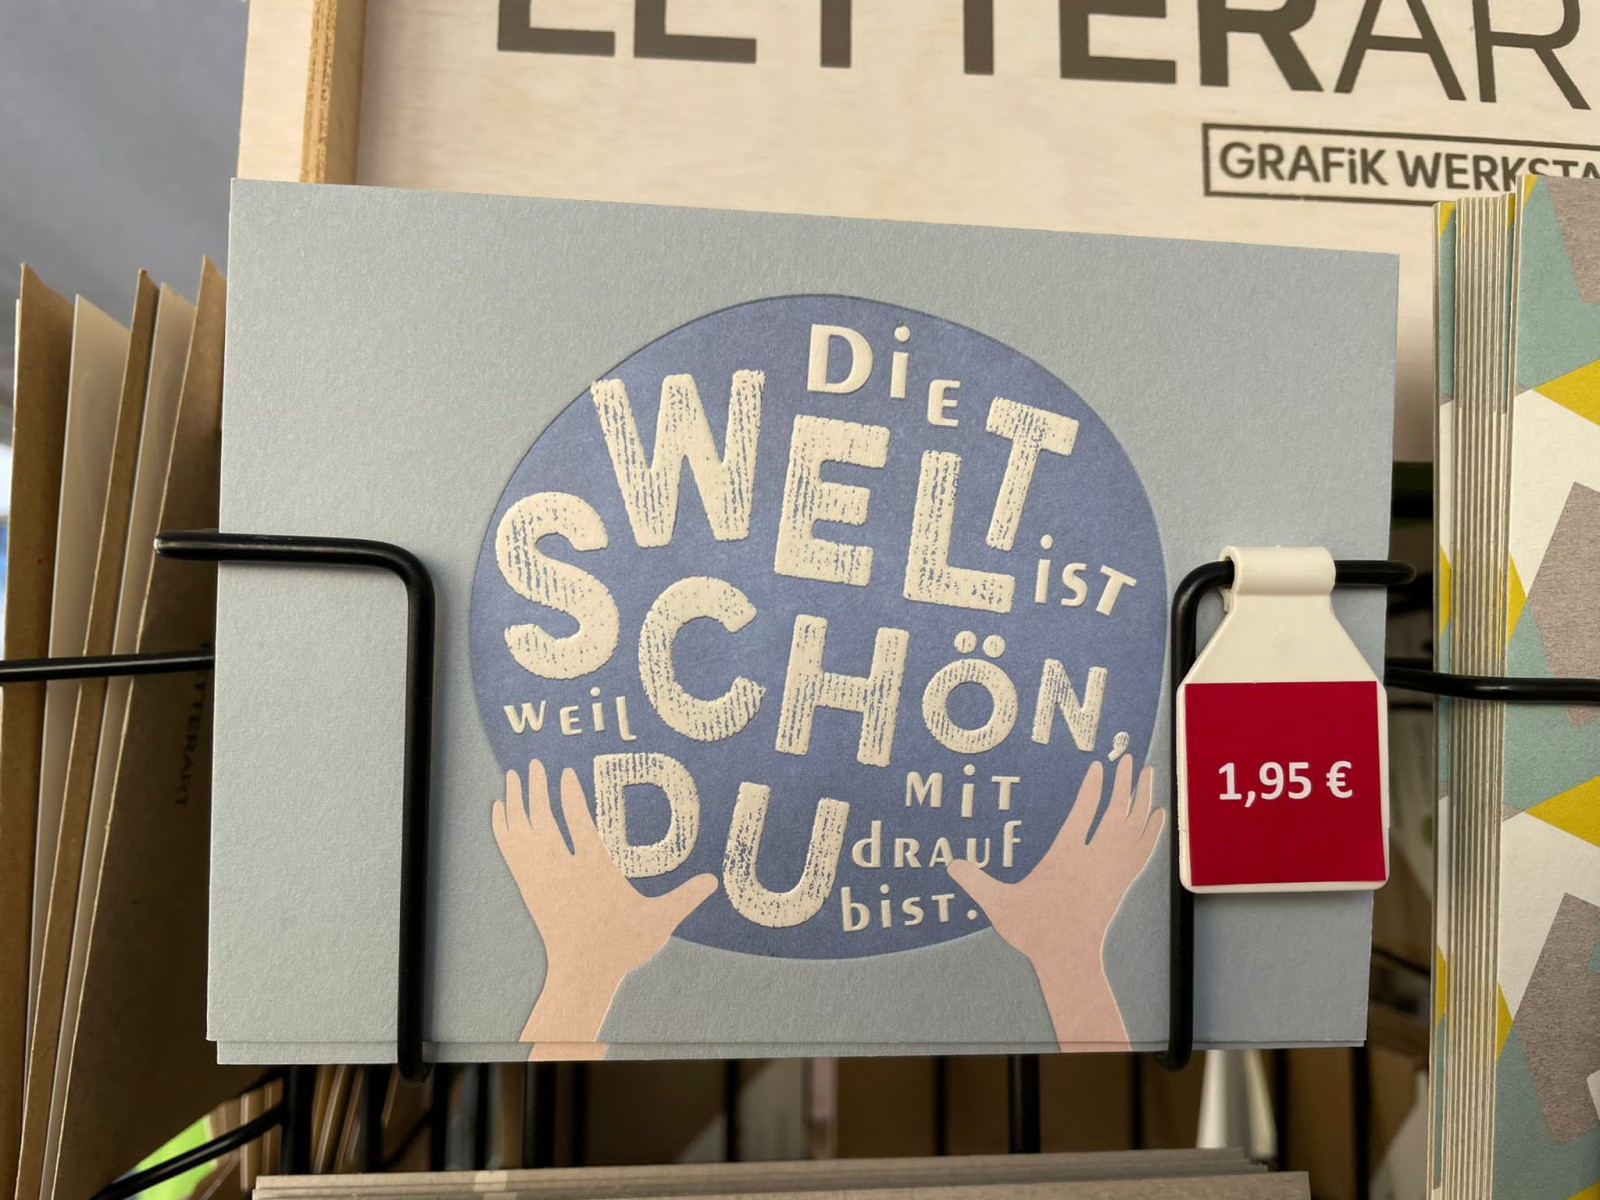 LETTERAR
GRAFiK WERKSTA
Die
WELT
iST
SCHÖN,
weil
DU
MiT
drauf
bist.
1,95 €